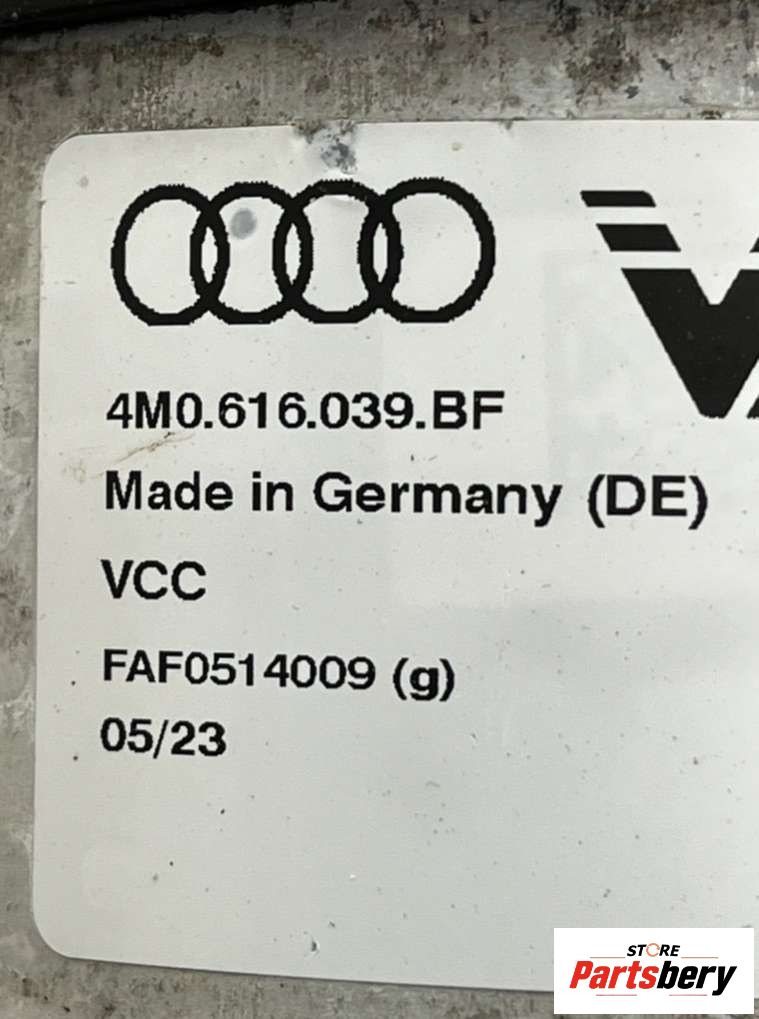 4M0.616.039.BF
Made in Germany (DE)
VCC
FAF0514009 (g)
05/23
STORE
Partsbery